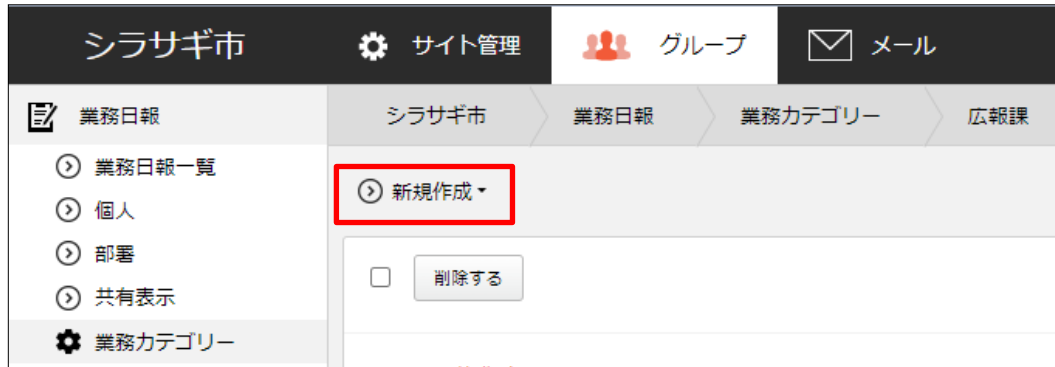 シラサギ市
サイト管理
グループ
メール
業務日報
シラサギ市
業務日報
業務カテゴリー
広報課
業務日報一覧
個人
部署
共有表示
業務カテゴリー
新規作成
削除する